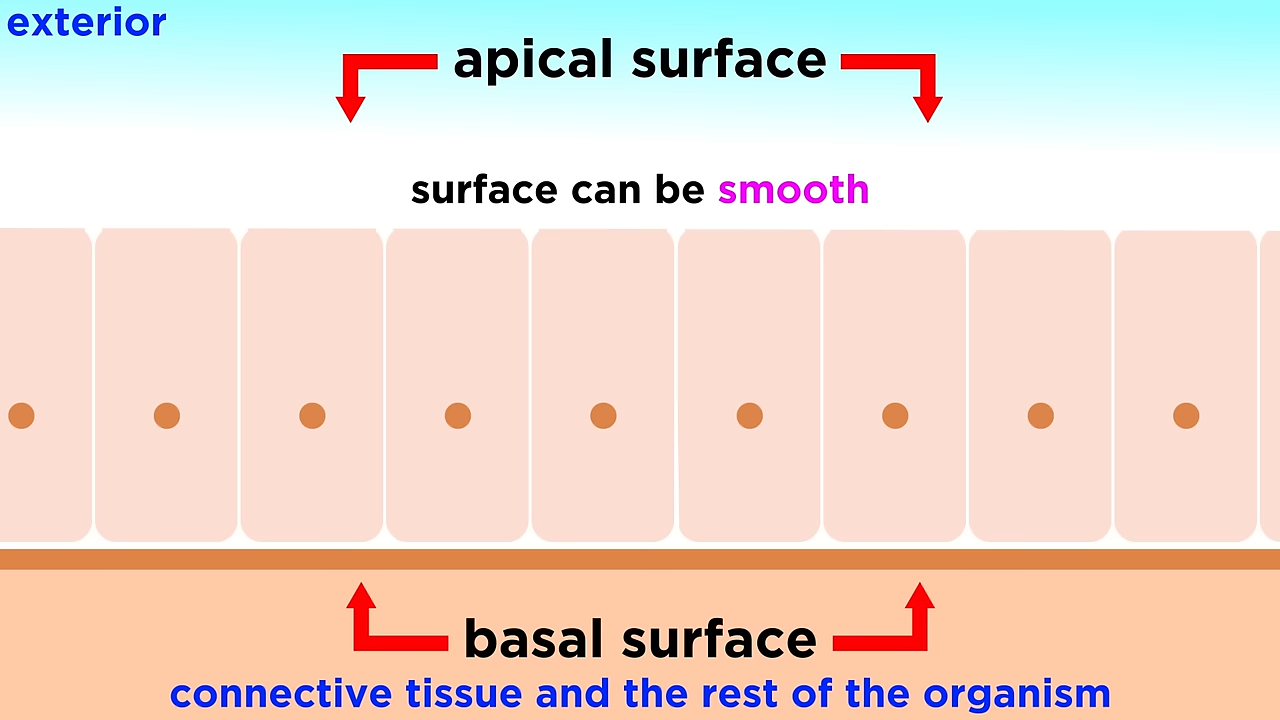 exterior
apical surface
surface can be smooth
basal surface
connective tissue and the rest of the organism